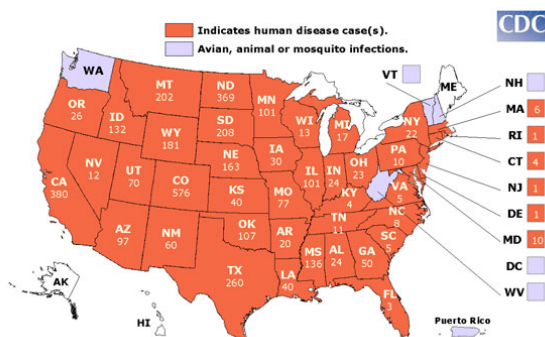 Indicates human disease case(s).
Avian, animal or mosquito infections.
CDC
WA
MT
202
ND
369
MN
101
VT
ME
NH
OR
26
ID
132
WY
181
SD
208
WI
13
MI
17
NY
22
MA 6
RI 1
CT 4
NV
12
UT
70
CO
576
NE
163
IA
30
IL
101
IN
24
OH
23
PA
10
NJ 1
DE 1
MD 10
CA
380
KS
40
MO
77
KY
4
VA
5
DC
WV
AZ
97
NM
60
OK
107
AR
20
TN
11
NC
8
SC
5
TX
260
LA
40
MS
136
AL
24
GA
50
FL
3
AK
HI
Puerto Rico